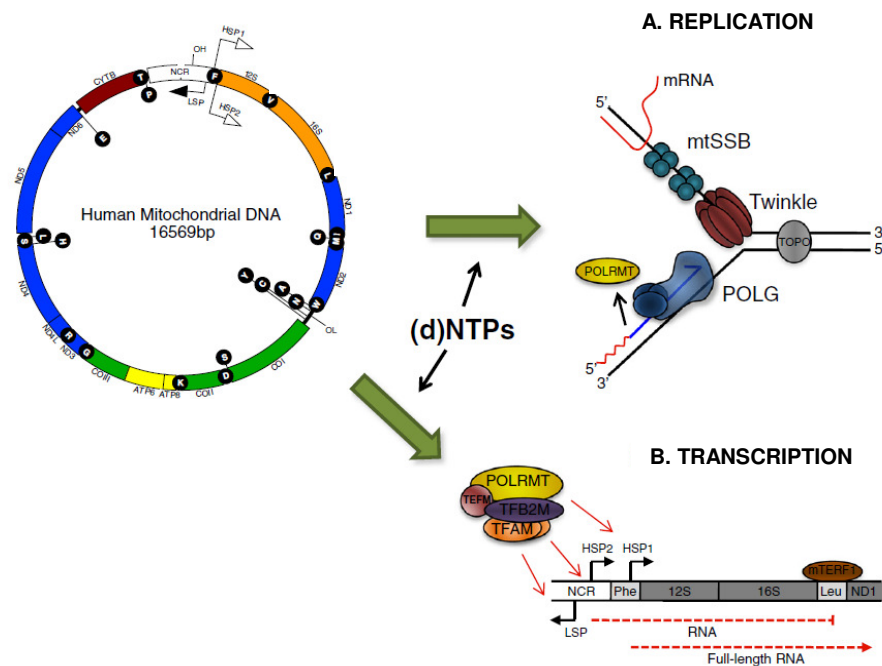 A. REPLICATION
HSP1
OH
NCR
LSP
HSP2
CYTB
T
P
F
12S
V
16S
L
ND1
I
M
Q
ND2
W
N
A
C
Y
OL
COI
S
D
COII
K
ATP8
ATP6
COIII
G
ND3
R
ND4L
ND4
S
L
H
ND5
ND6
E
Human Mitochondrial DNA
16569bp
(d)NTPs
mRNA
5'
mtSSB
Twinkle
TOPO
3'
5'
POLRMT
POLG
5'
3'
B. TRANSCRIPTION
POLRMT
TEFM
TFB2M
TFAM
HSP2
HSP1
mTERF1
NCR
Phe
12S
16S
Leu
ND1
LSP
RNA
Full-length RNA